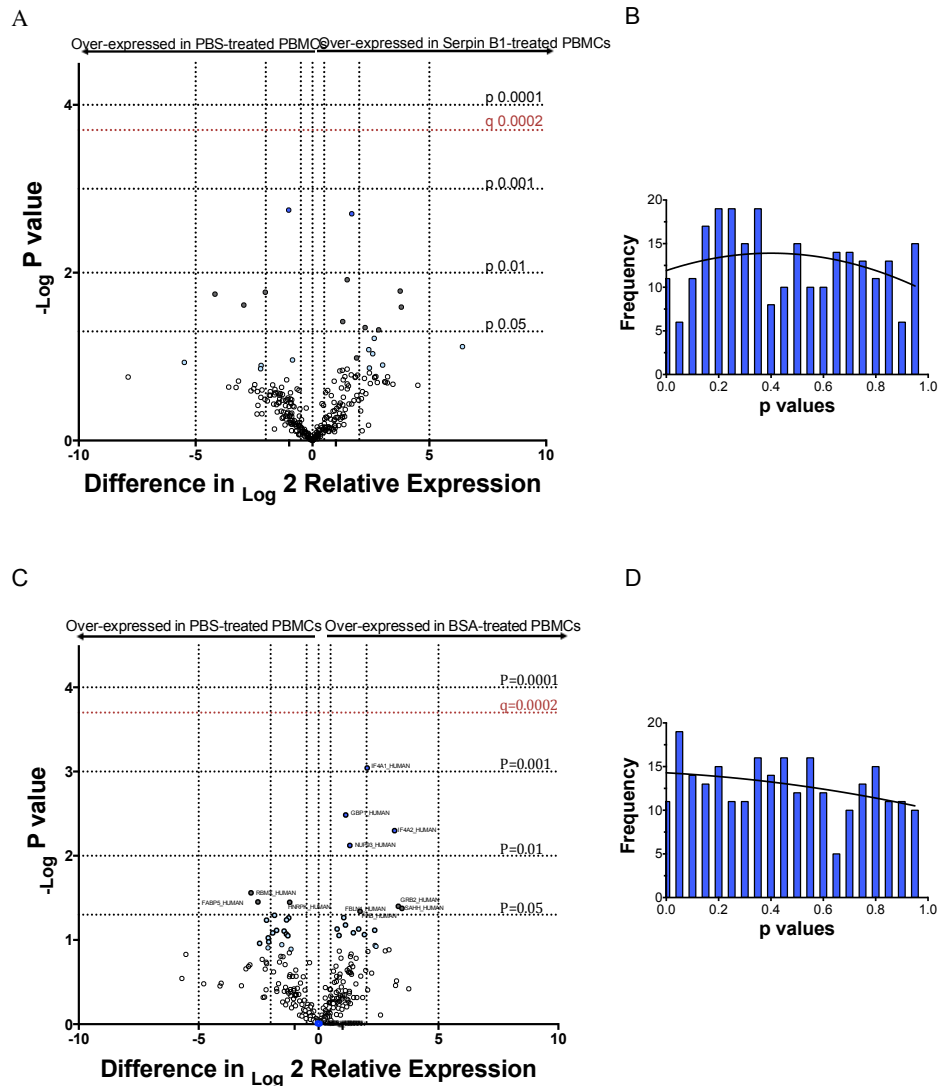 A
Over-expressed in PBS-treated PBMCs
Over-expressed in Serpin B1-treated PBMCs
p 0.0001
q 0.0002
p 0.001
p 0.01
p 0.05
4
3
2
1
0
-Log P value
-10
-5
0
5
10
Difference in Log 2 Relative Expression
B
20
15
10
5
0
Frequency
0.0
0.2
0.4
0.6
0.8
1.0
p values
C
Over-expressed in PBS-treated PBMCs
Over-expressed in BSA-treated PBMCs
P=0.0001
q=0.0002
P=0.001
P=0.01
P=0.05
IF4A1_HUMAN
IF4A2_HUMAN
RBM3_HUMAN
FABP5_HUMAN
GRB2_HUMAN
SAHH_HUMAN
4
3
2
1
0
-Log P value
-10
-5
0
5
10
Difference in Log 2 Relative Expression
D
20
15
10
5
0
Frequency
0.0
0.2
0.4
0.6
0.8
1.0
p values